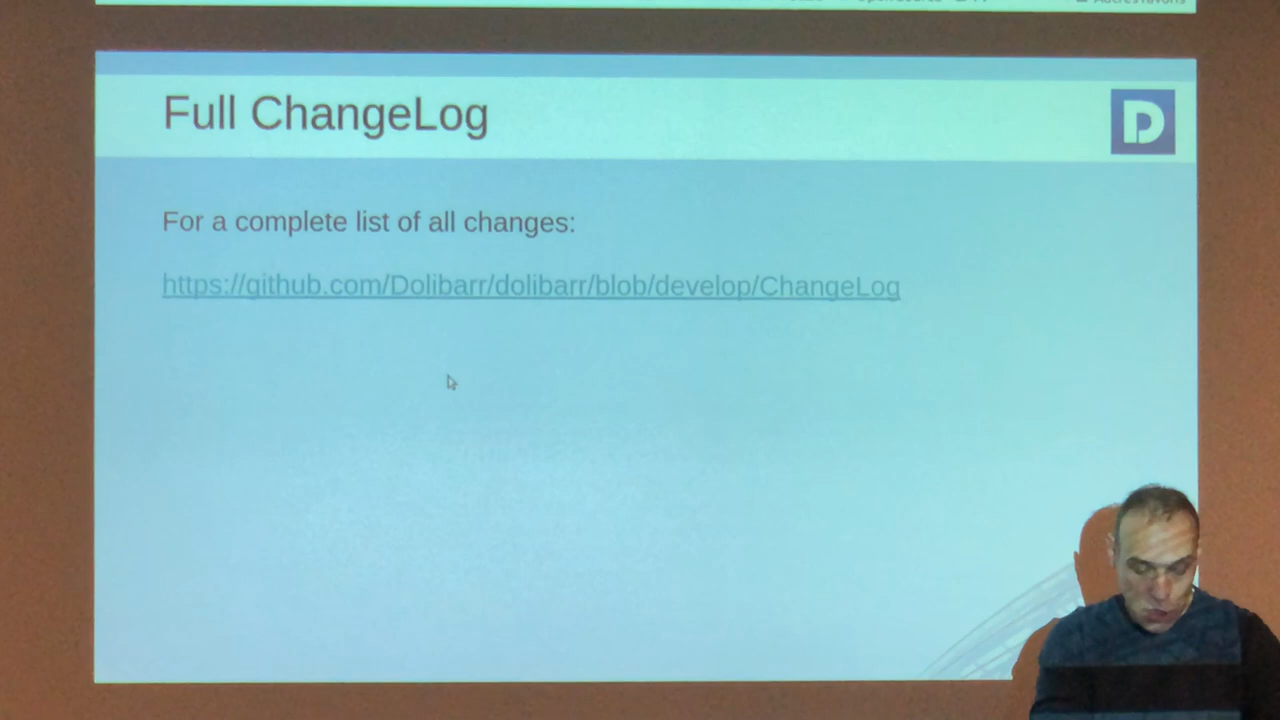 Full ChangeLog
D
For a complete list of all changes:
https://github.com/Dolibarr/dolibarr/blob/develop/ChangeLog